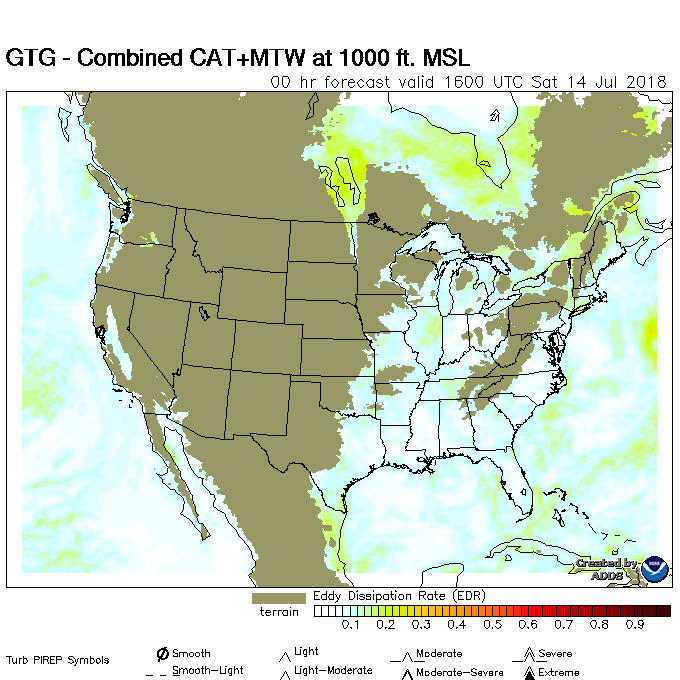 GTG - Combined CAT+MTW at 1000 ft. MSL
00 hr forecast valid 1600 UTC Sat 14 Jul 2018
Created by
ADDS
Eddy Dissipation Rate (EDR)
terrain
0.1 0.2 0.3 0.4 0.5 0.6 0.7 0.8 0.9
Turb PIREP Symbols
Smooth Light Moderate Severe
Smooth-Light Light-Moderate Moderate-Severe Extreme